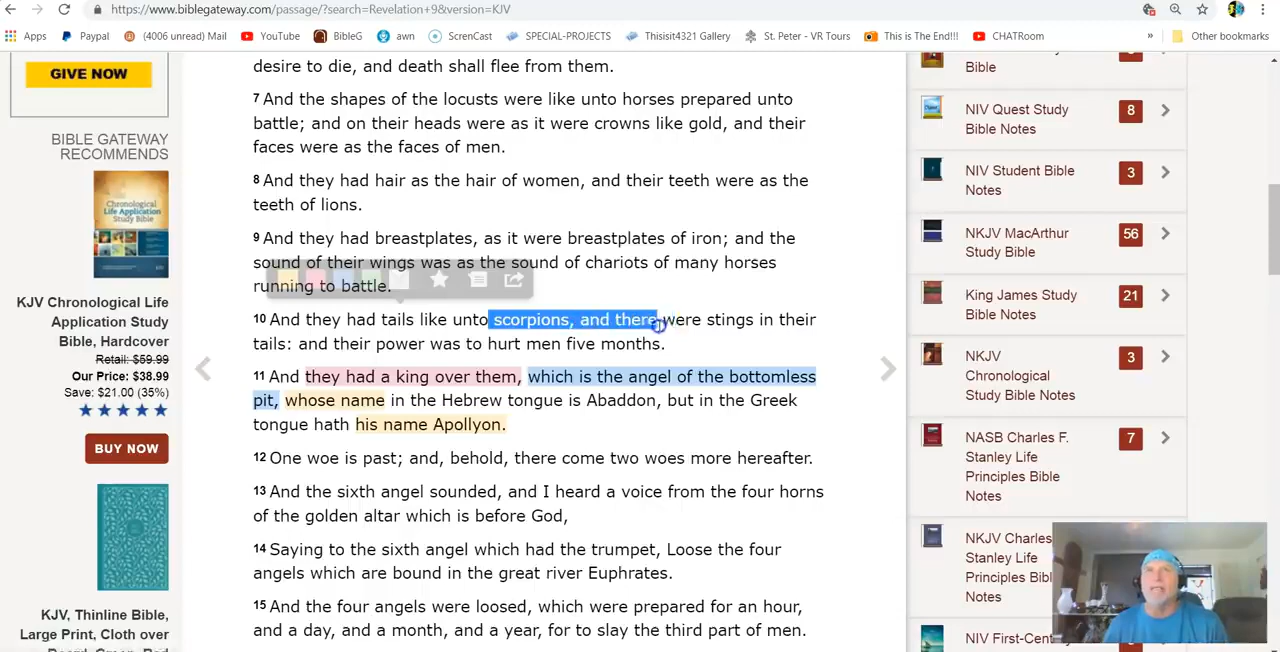 https://www.biblegateway.com/passage/?search=Revelation+9&version=KJV
Apps
Paypal
(4006 unread) Mail
YouTube
BibleG
awn
ScrenCast
SPECIAL-PROJECTS
Thisisit4321 Gallery
St. Peter - VR Tours
This is The End!!!
CHATRoom
»
Other bookmarks
GIVE NOW
BIBLE GATEWAY
RECOMMENDS
KJV Chronological Life
Application Study
Bible, Hardcover
Retail: $59.99
Our Price: $38.99
Save: $21.00 (35%)
BUY NOW
KJV, Thinline Bible,
Large Print, Cloth over
desire to die, and death shall flee from them.
7 And the shapes of the locusts were like unto horses prepared unto
battle; and on their heads were as it were crowns like gold, and their
faces were as the faces of men.
8 And they had hair as the hair of women, and their teeth were as the
teeth of lions.
9 And they had breastplates, as it were breastplates of iron; and the
sound of their wings was as the sound of chariots of many horses
running to battle.
10 And they had tails like unto scorpions, and there were stings in their
tails: and their power was to hurt men five months.
11 And they had a king over them, which is the angel of the bottomless
pit, whose name in the Hebrew tongue is Abaddon, but in the Greek
tongue hath his name Apollyon.
12 One woe is past; and, behold, there come two woes more hereafter.
13 And the sixth angel sounded, and I heard a voice from the four horns
of the golden altar which is before God,
14 Saying to the sixth angel which had the trumpet, Loose the four
angels which are bound in the great river Euphrates.
15 And the four angels were loosed, which were prepared for an hour,
and a day, and a month, and a year, for to slay the third part of men.
Bible
NIV Quest Study
Bible Notes
8
NIV Student Bible
Notes
3
NKJV MacArthur
Study Bible
56
King James Study
Bible Notes
21
NKJV
Chronological
Study Bible Notes
3
NASB Charles F.
Stanley Life
Principles Bible
Notes
7
NKJV Charles
Stanley Life
Principles Bibl
Notes
NIV First-Cent